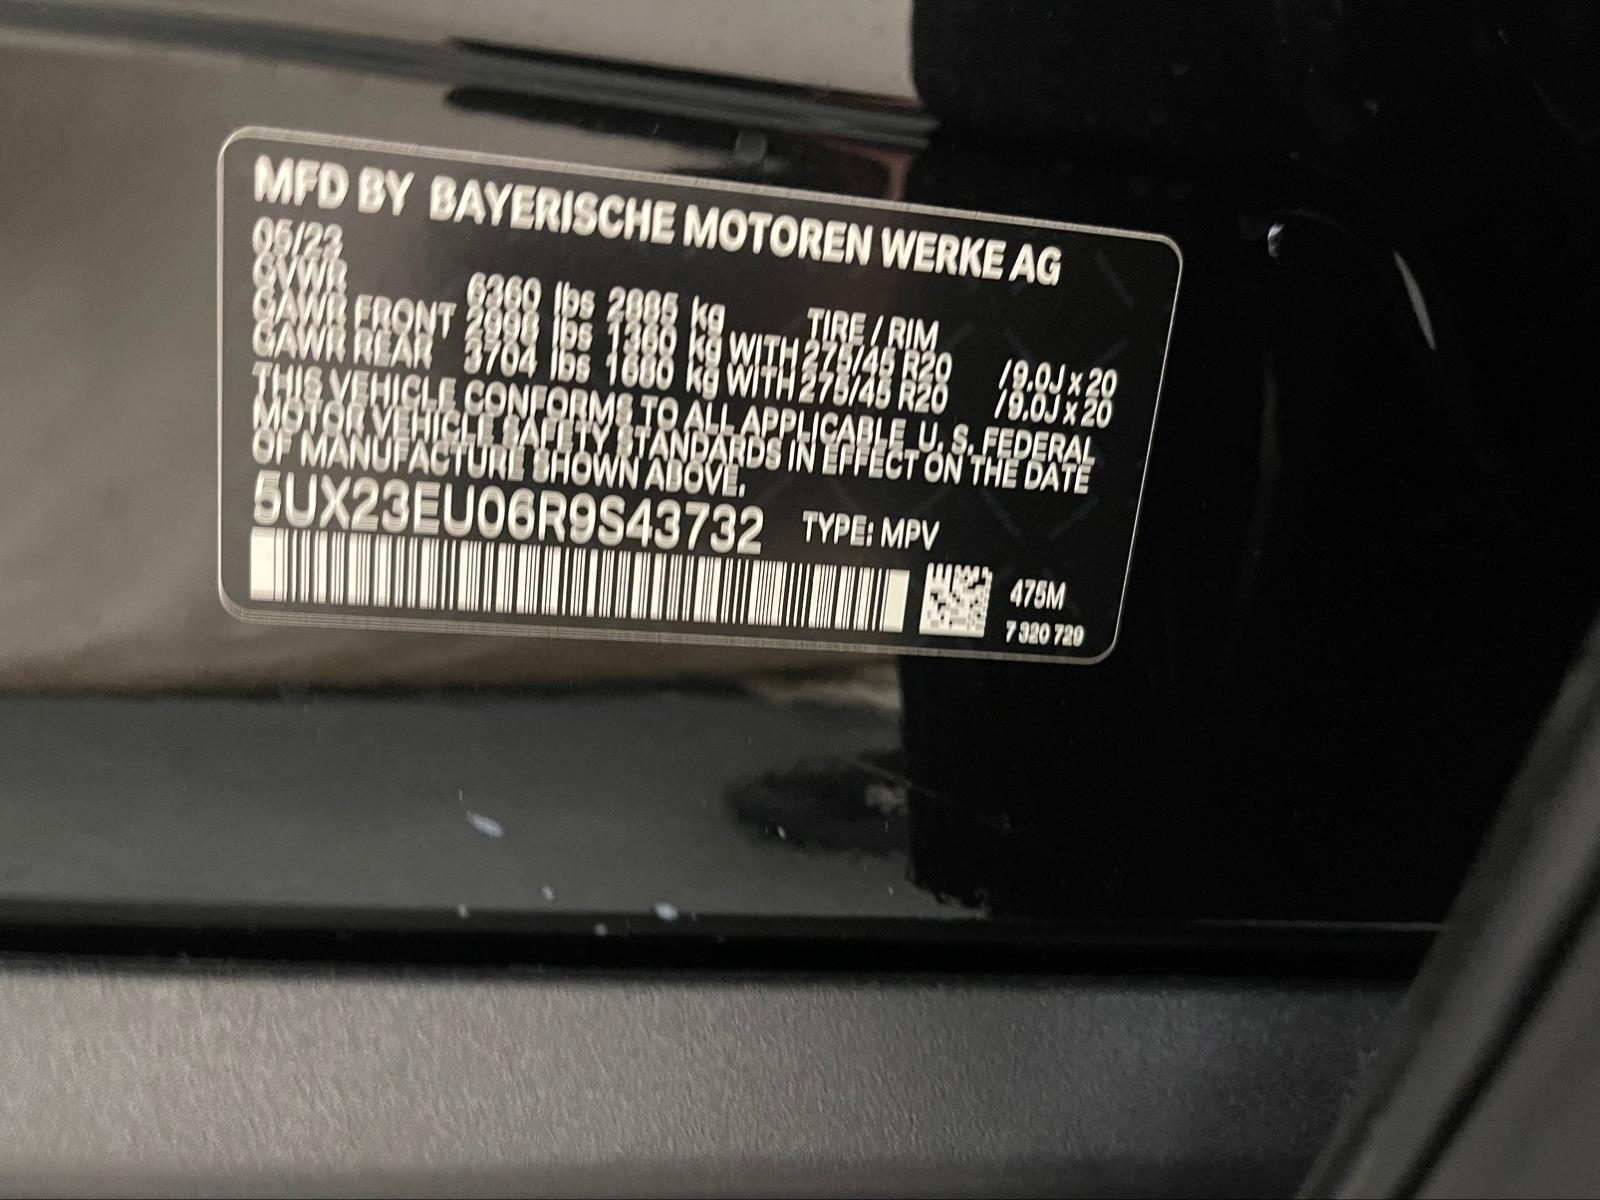 MFD BY BAYERISCHE MOTOREN WERKE AG
05/23
GVWR 6360 lbs 2885 kg TIRE / RIM
GAWR FRONT 2998 lbs 1360 kg WITH 275/45 R20 /9.0J x 20
GAWR REAR 3704 lbs 1680 kg WITH 275/45 R20 /9.0J x 20
THIS VEHICLE CONFORMS TO ALL APPLICABLE U. S. FEDERAL
MOTOR VEHICLE SAFETY STANDARDS IN EFFECT ON THE DATE
OF MANUFACTURE SHOWN ABOVE.
5UX23EU06R9S43732 TYPE: MPV
475M
7 320 729